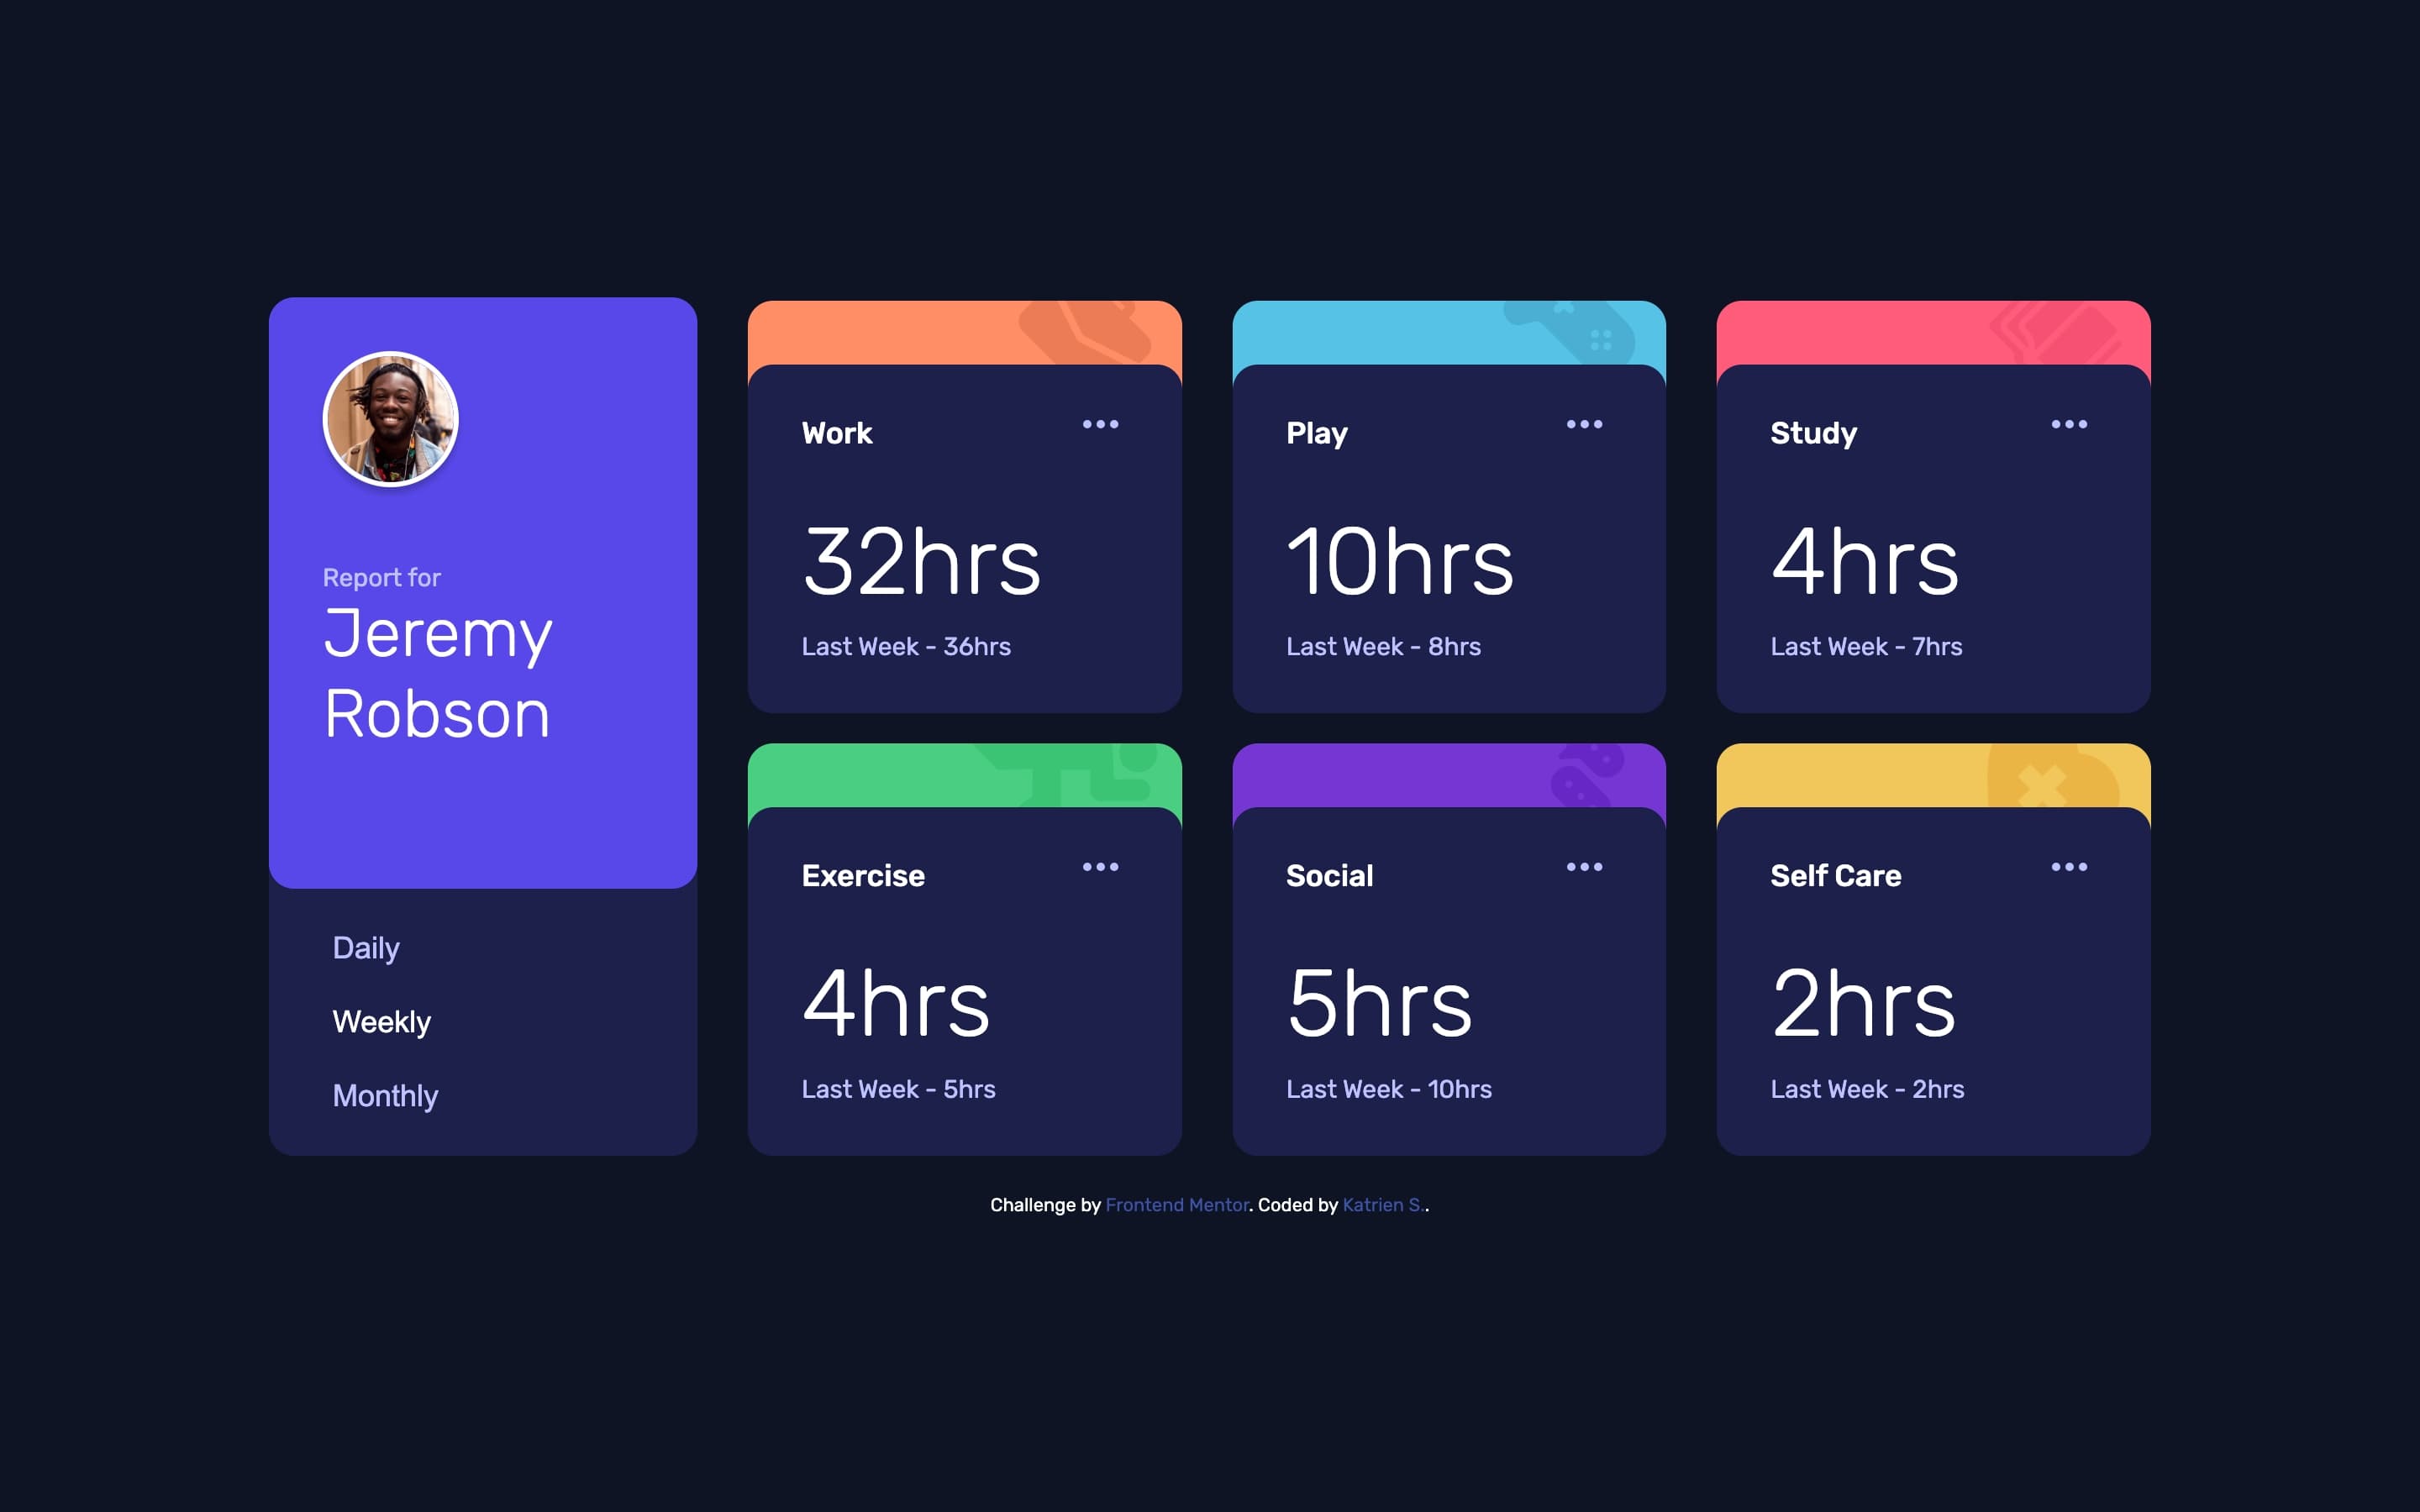 Report for
Jeremy
Robson
Daily
Weekly
Monthly
Work
32hrs
Last Week - 36hrs
Play
10hrs
Last Week - 8hrs
Study
4hrs
Last Week - 7hrs
Exercise
4hrs
Last Week - 5hrs
Social
5hrs
Last Week - 10hrs
Self Care
2hrs
Last Week - 2hrs
Challenge by Frontend Mentor. Coded by Katrien S..